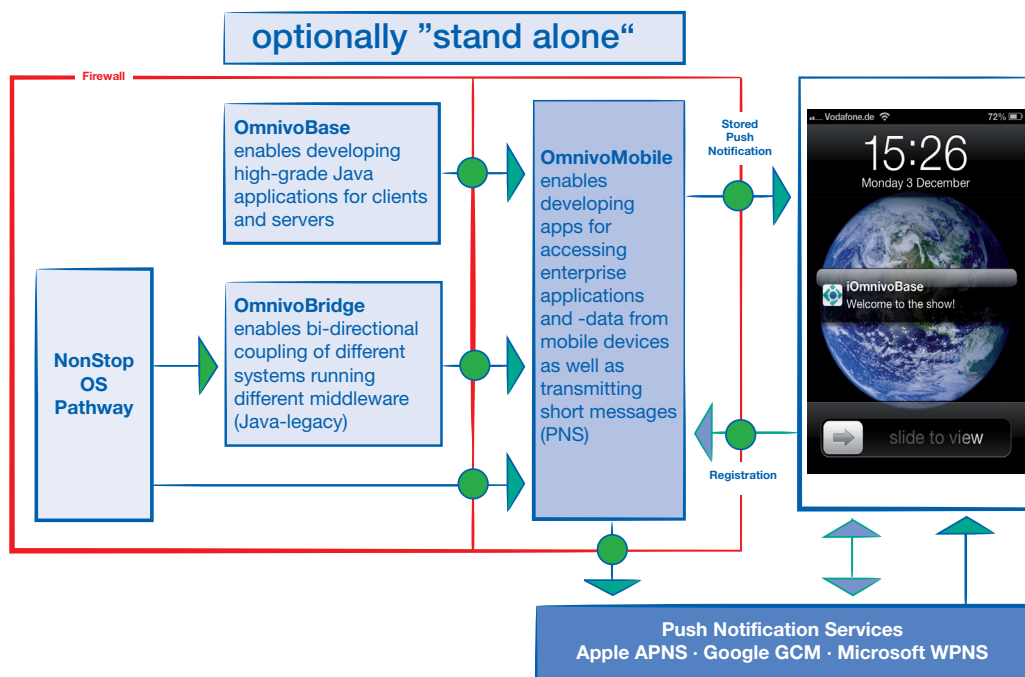 optionally ”stand alone“
Firewall
OmnivoBase
enables developing
high-grade Java
applications for clients
and servers
NonStop
OS
Pathway
OmnivoBridge
enables bi-directional
coupling of different
systems running
different middleware
(Java-legacy)
OmnivoMobile
enables
developing
apps for
accessing
enterprise
applications
and -data from
mobile devices
as well as
transmitting
short messages
(PNS)
Stored
Push
Notification
Registration
... Vodafone.de
72%
15:26
Monday 3 December
iOmnivoBase
Welcome to the show!
slide to view
Push Notification Services
Apple APNS · Google GCM · Microsoft WPNS